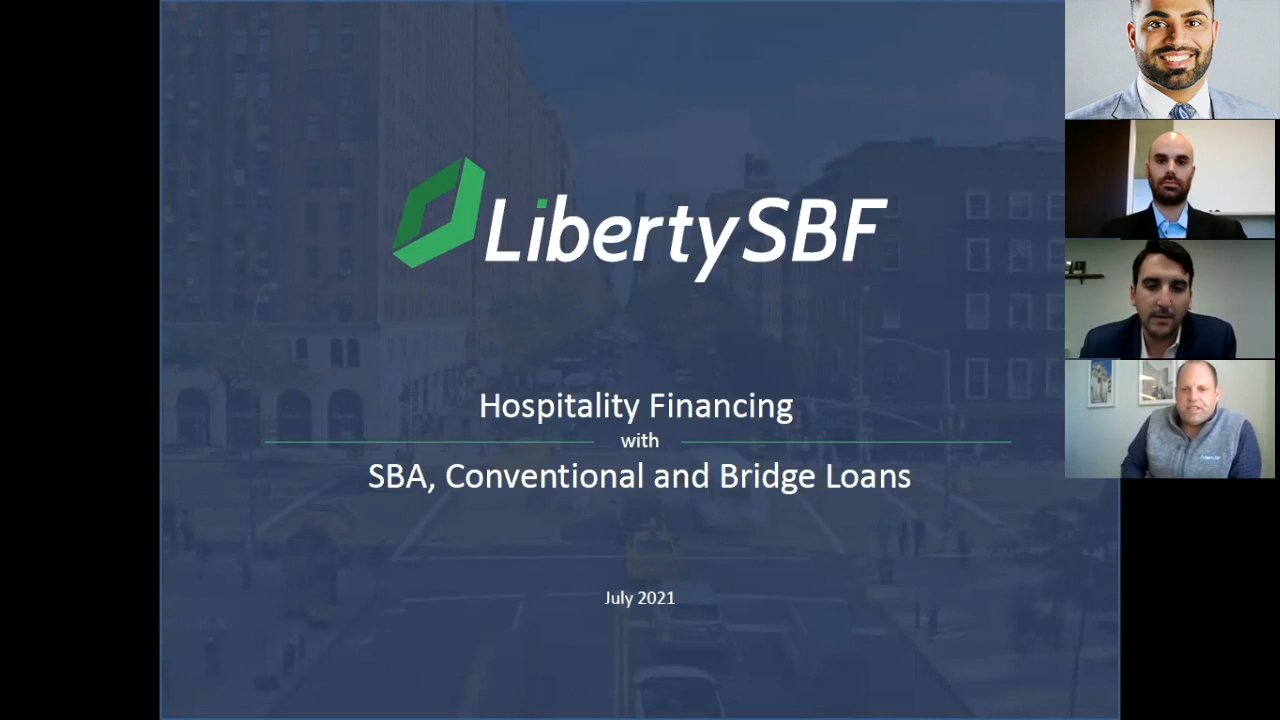 LibertySBF
Hospitality Financing
with
SBA, Conventional and Bridge Loans
July 2021